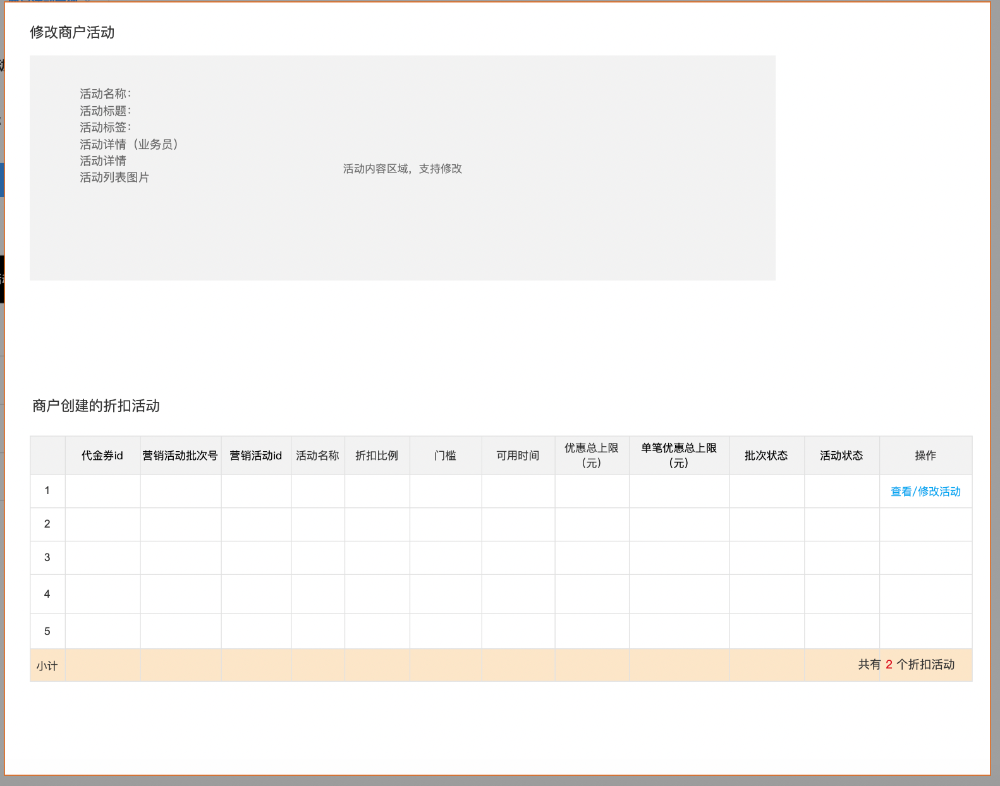 修改商户活动
活动名称：
活动标题：
活动标签：
活动详情（业务员）
活动详情
活动列表图片
活动内容区域，支持修改
商户创建的折扣活动
代金券id 营销活动批次号 营销活动id 活动名称 折扣比例 门槛 可用时间 优惠总上限（元） 单笔优惠总上限（元） 批次状态 活动状态 操作
1 查看/修改活动
2
3
4
5
小计 共有 2 个折扣活动